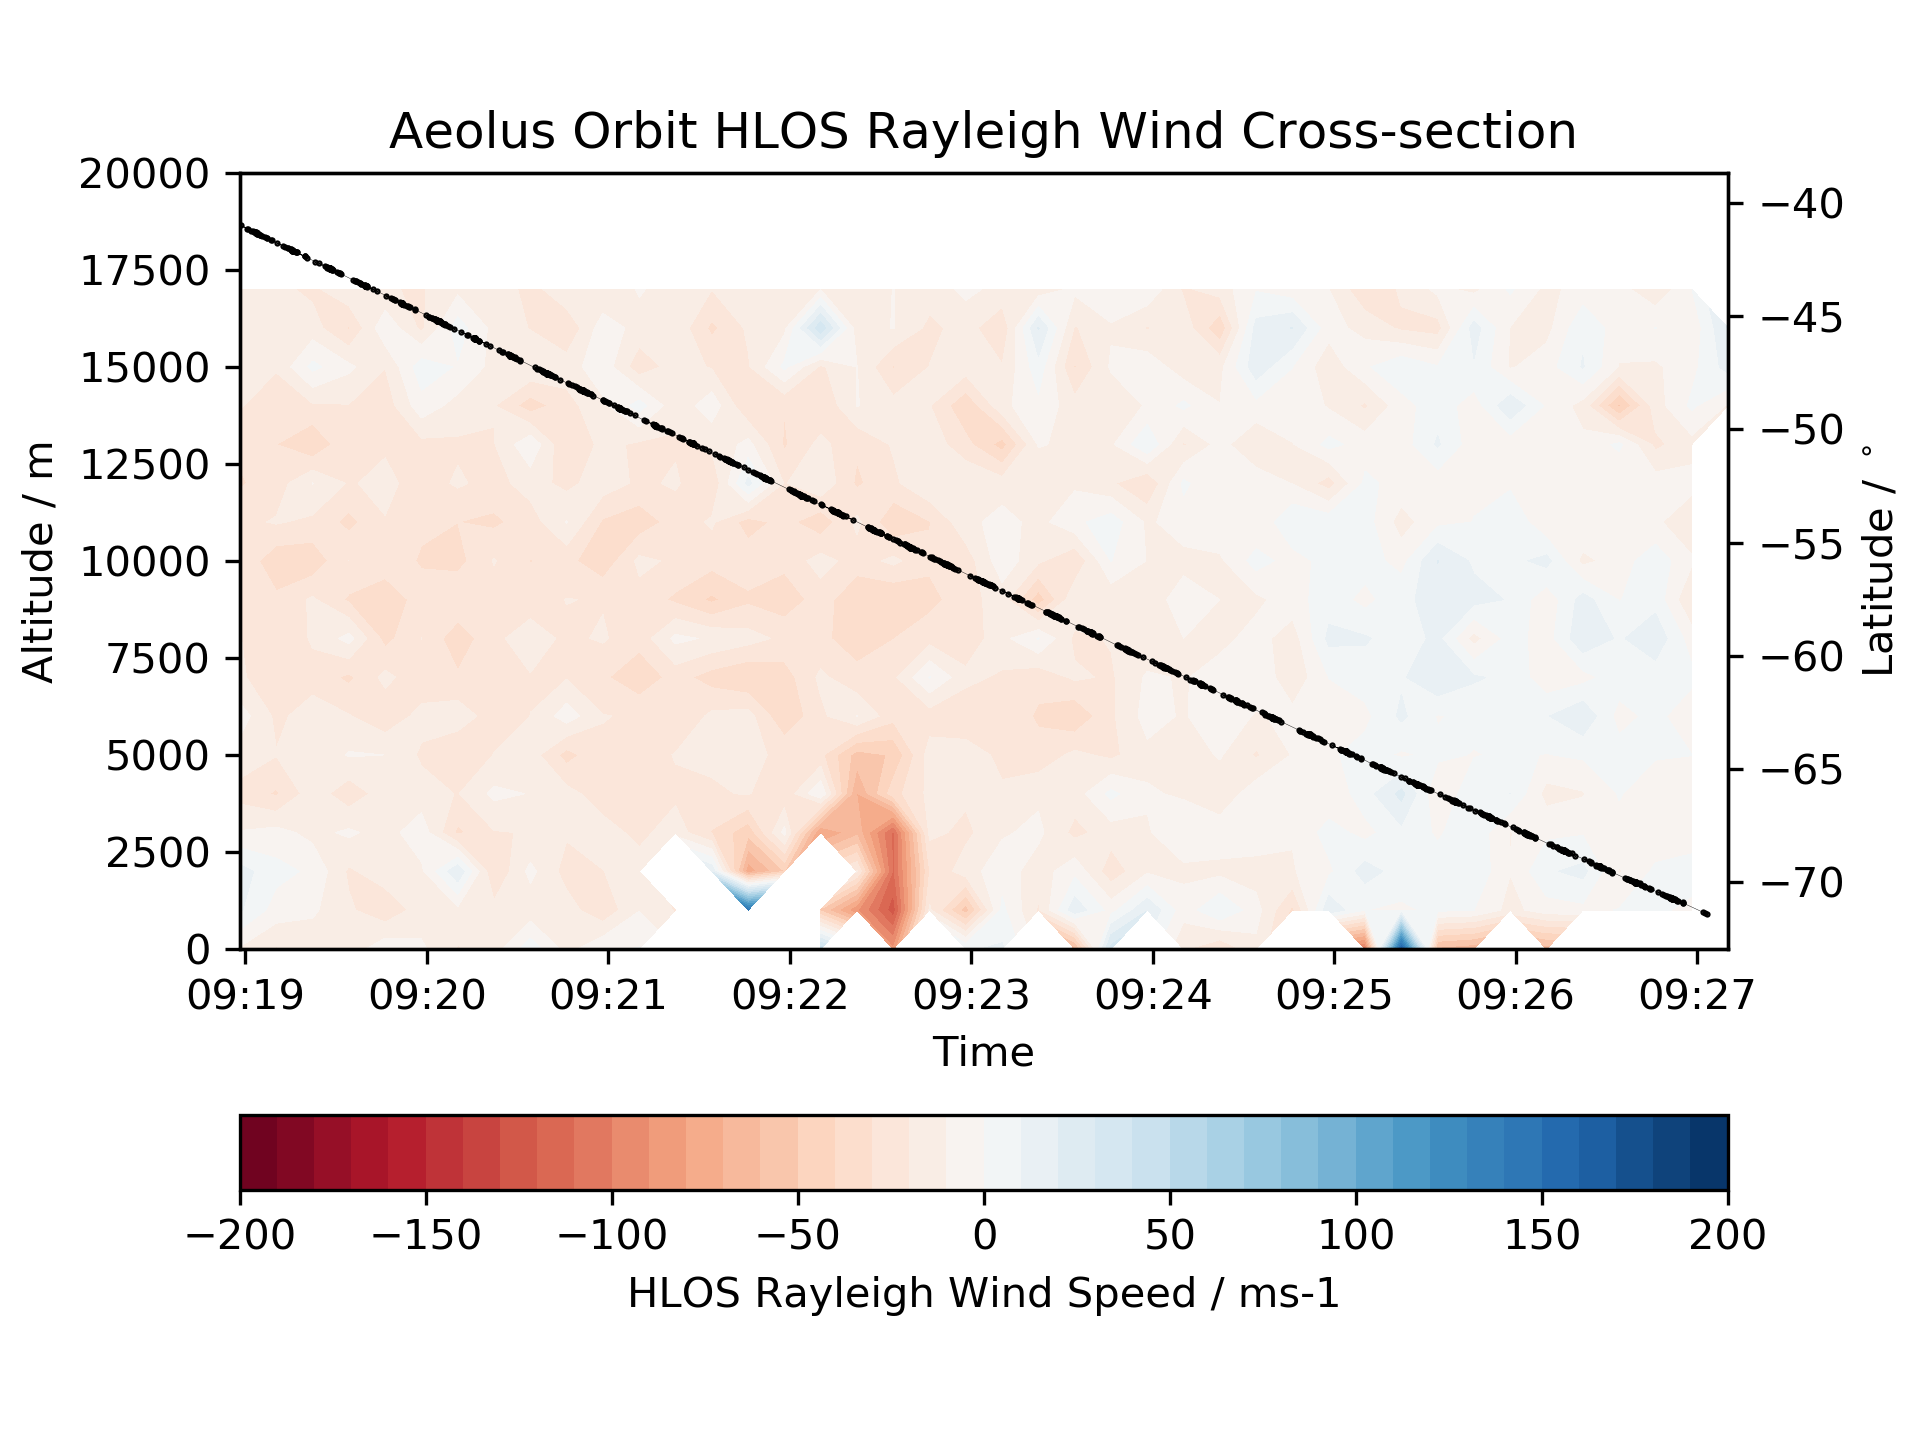 Aeolus Orbit HLOS Rayleigh Wind Cross-section
20000
17500
15000
12500
10000
7500
5000
2500
0
Altitude / m
−40
−45
−50
−55
−60
−65
−70
Latitude / °
09:19 09:20 09:21 09:22 09:23 09:24 09:25 09:26 09:27
Time
−200 −150 −100 −50 0 50 100 150 200
HLOS Rayleigh Wind Speed / ms-1